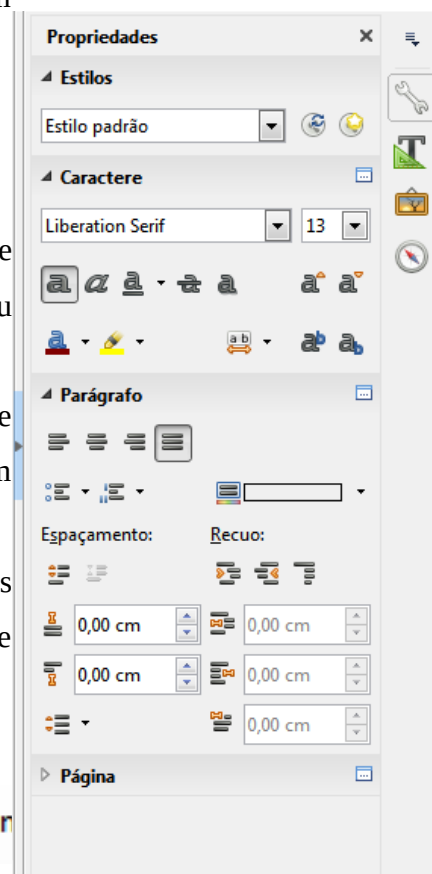 Propriedades
Estilos
Estilo padrão
Caractere
Liberation Serif 13
Parágrafo
Espaçamento: Recuo:
0,00 cm 0,00 cm
0,00 cm 0,00 cm
0,00 cm
Página
e
u
e
n
s
e